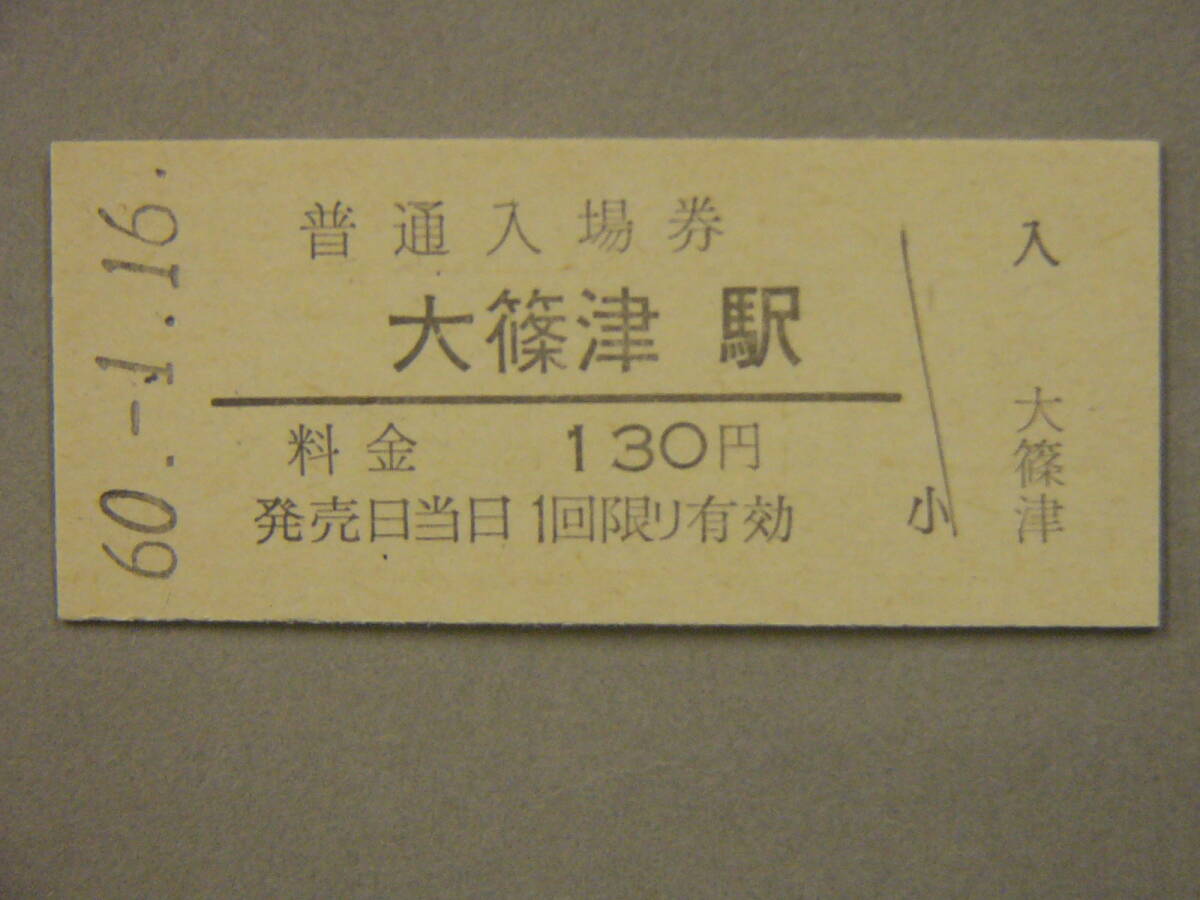 60.-1.16.
普通入場券
大篠津 駅
料金 130円
発売日当日1回限り有効
小
入
大篠津